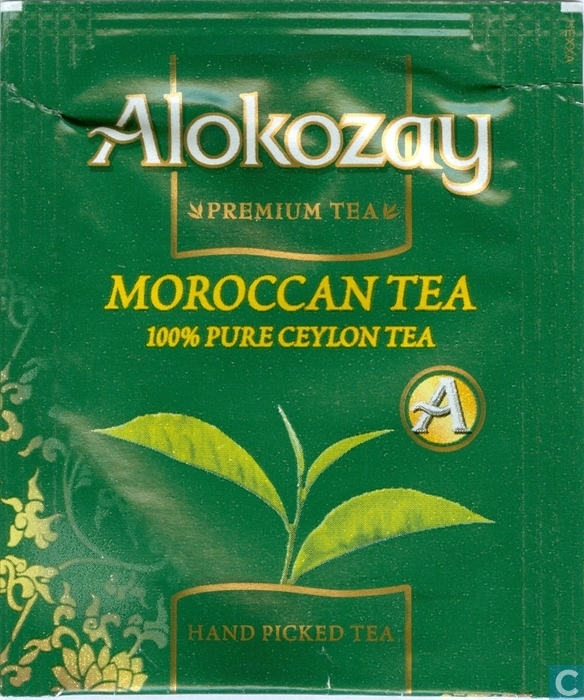 Alokozay
PREMIUM TEA
MOROCCAN TEA
100% PURE CEYLON TEA
A
HAND PICKED TEA
C